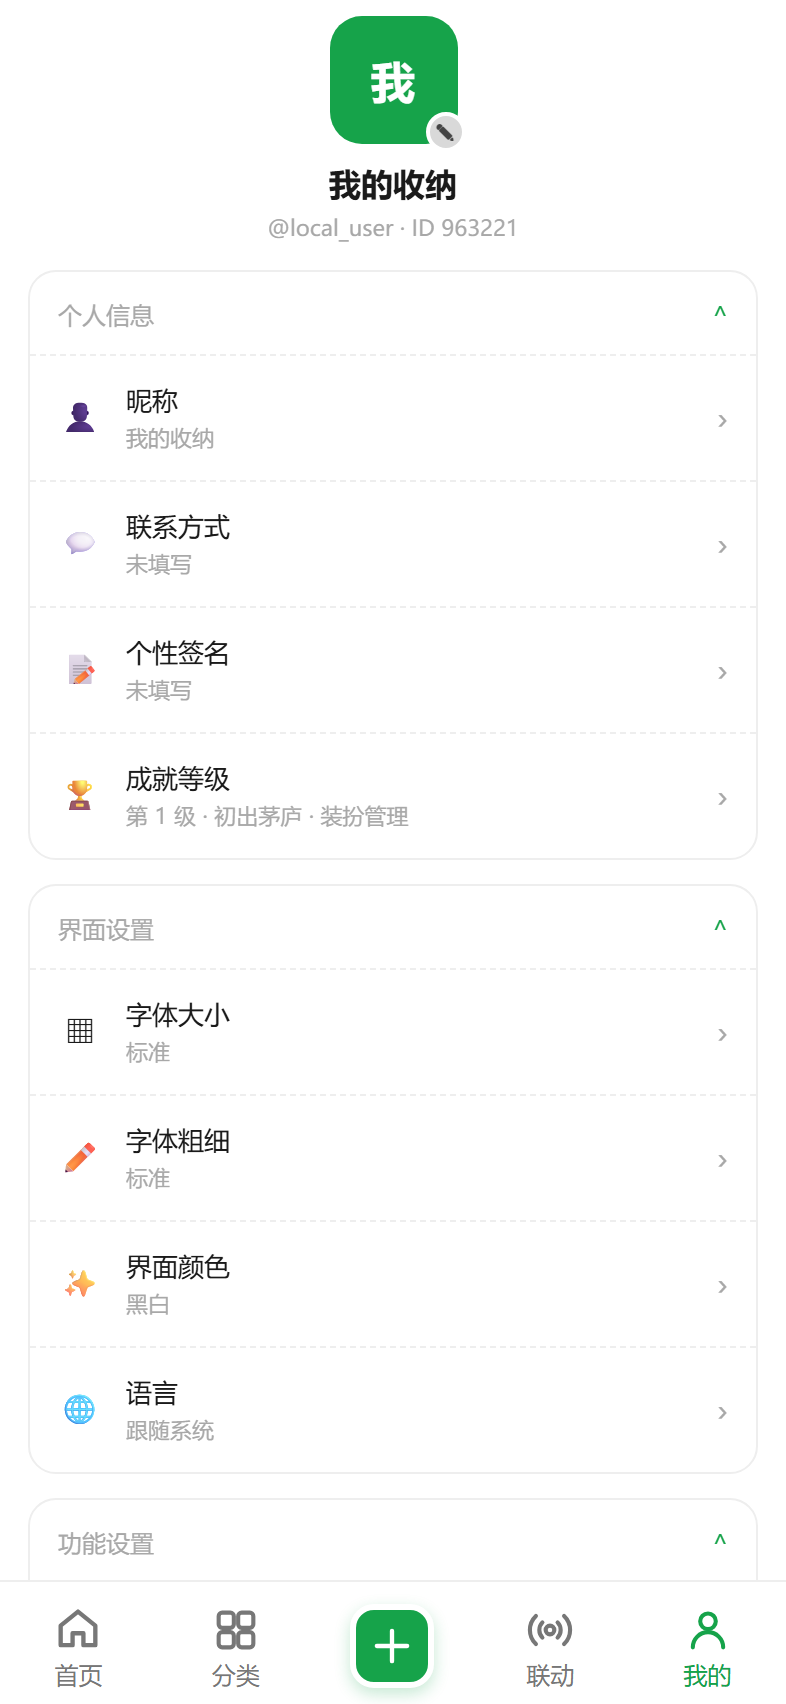 我
我的收纳
@local_user · ID 963221
个人信息
昵称
我的收纳
联系方式
未填写
个性签名
未填写
成就等级
第 1 级 · 初出茅庐 · 装扮管理
界面设置
字体大小
标准
字体粗细
标准
界面颜色
黑白
语言
跟随系统
功能设置
首页
分类
联动
我的